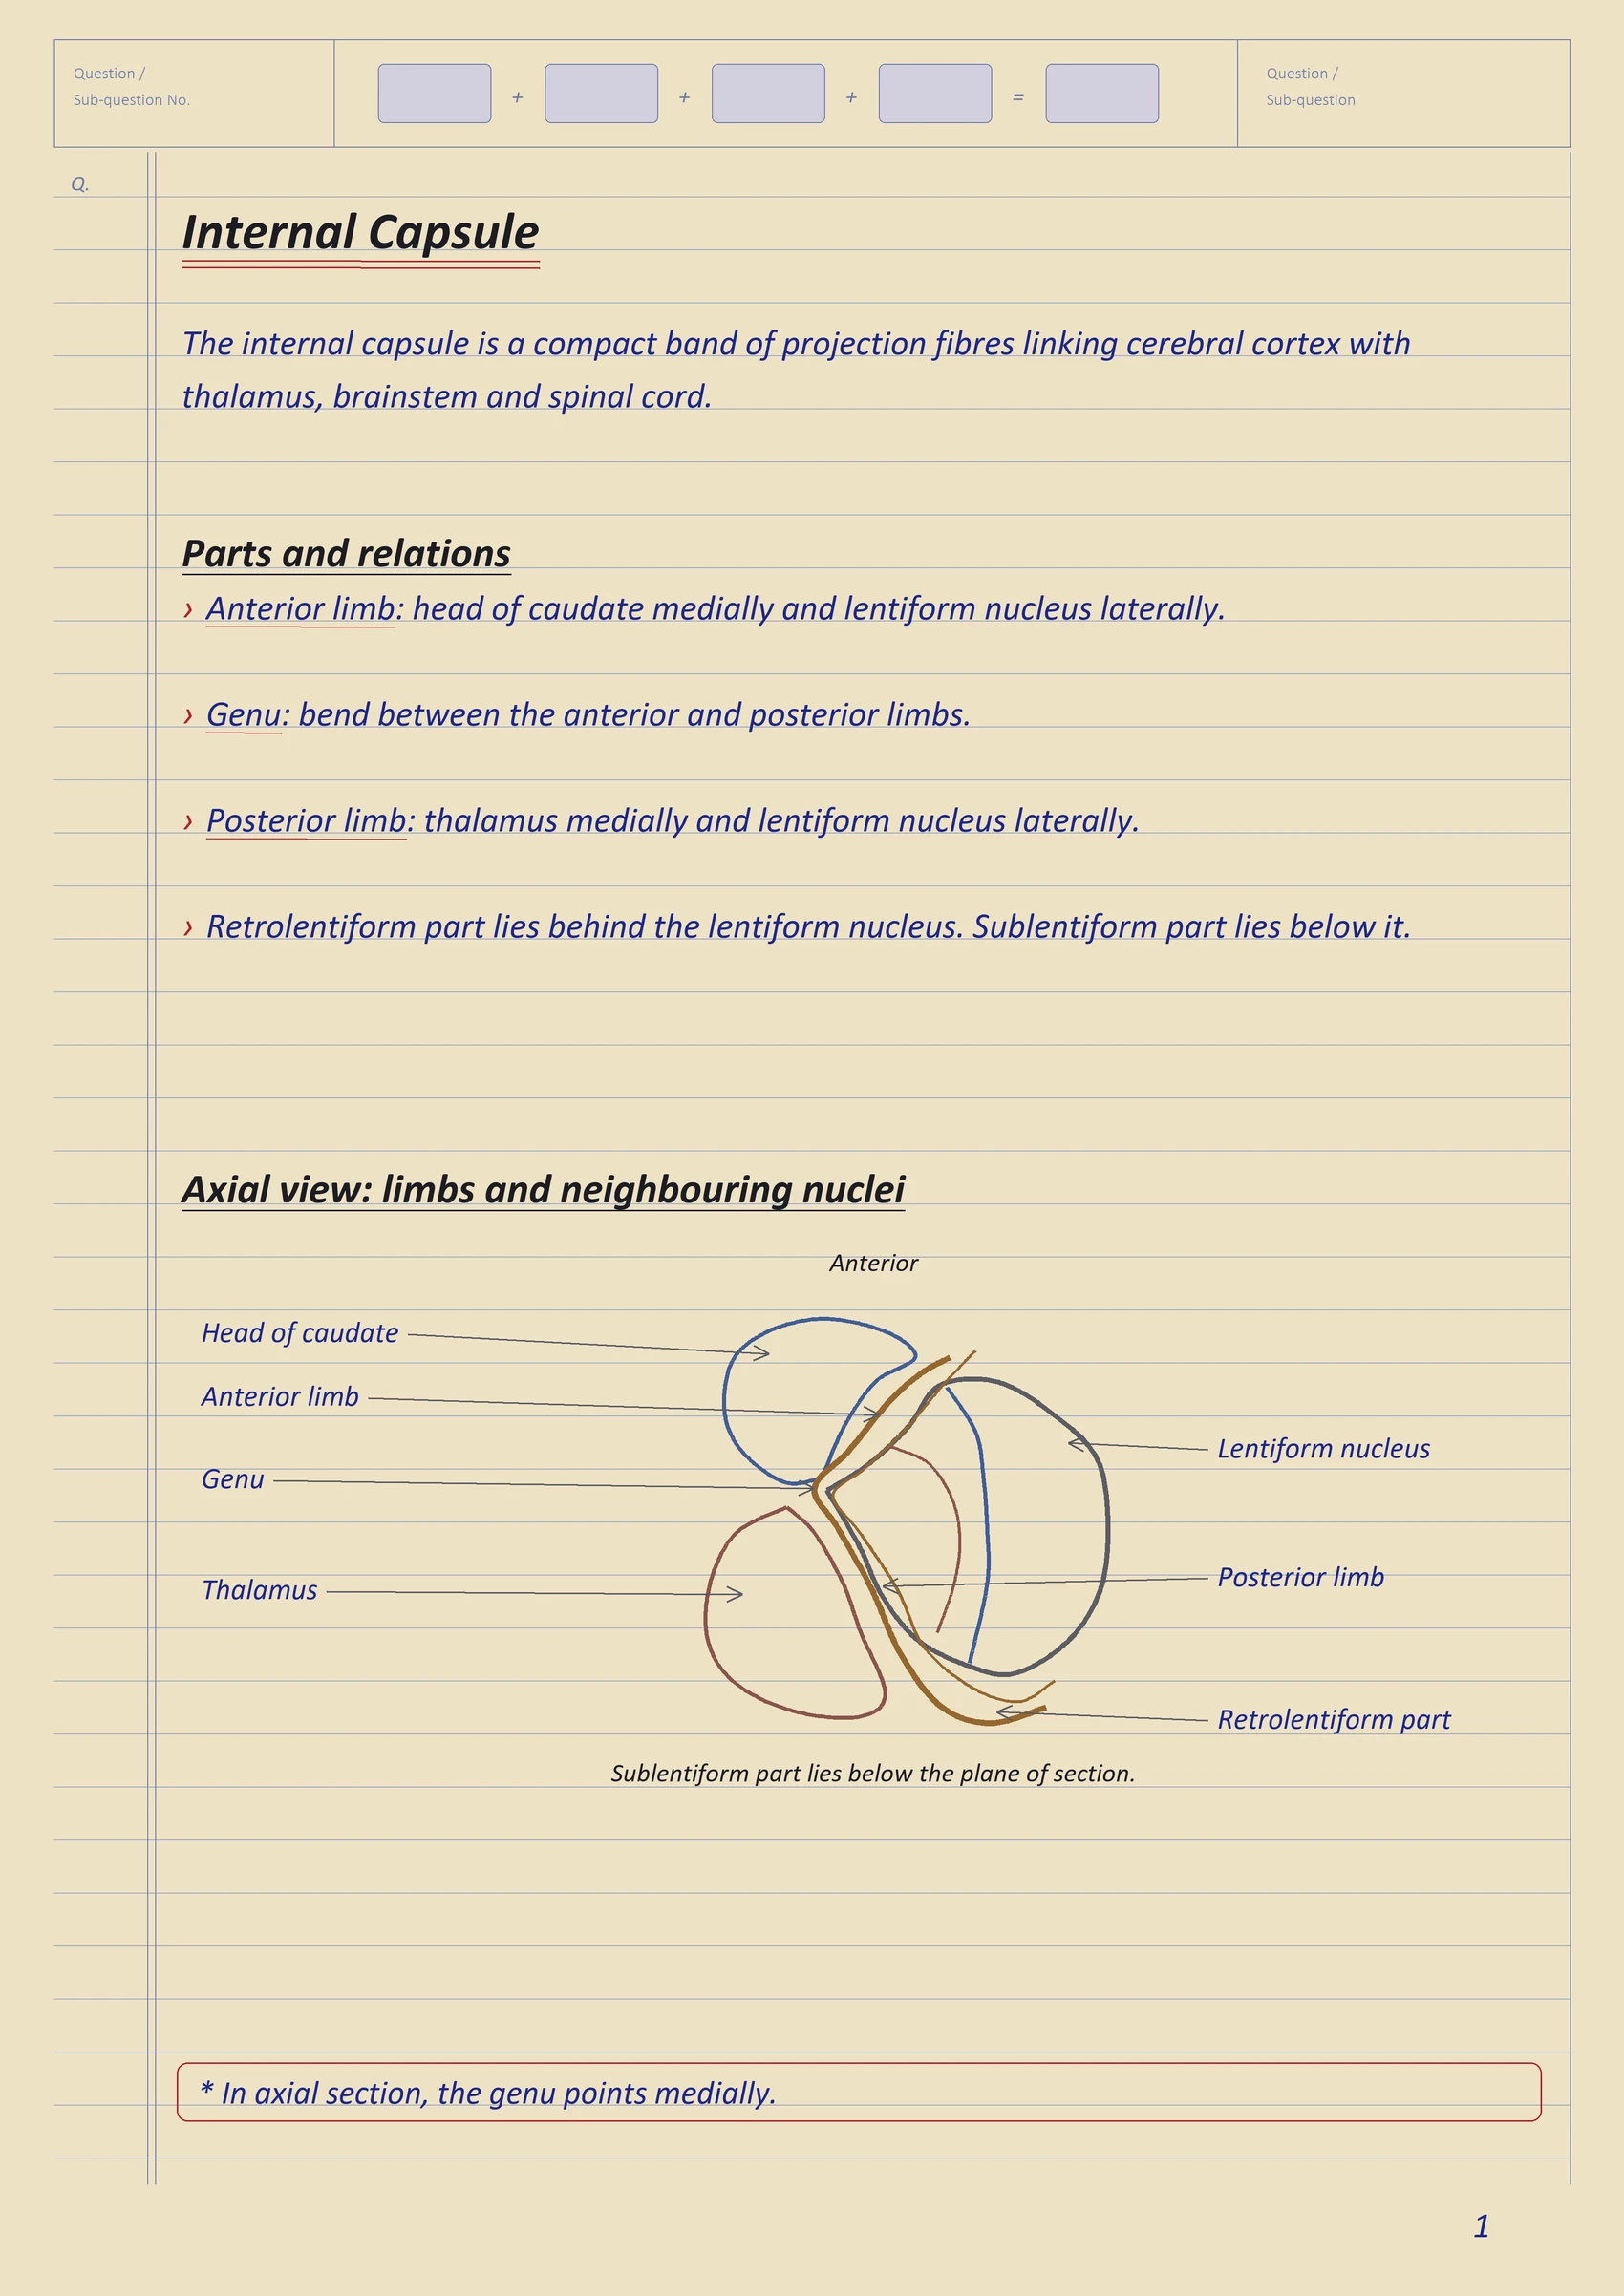 Question /
Sub-question No.
+ + + =
Question /
Sub-question
Q.
Internal Capsule
The internal capsule is a compact band of projection fibres linking cerebral cortex with
thalamus, brainstem and spinal cord.
Parts and relations
› Anterior limb: head of caudate medially and lentiform nucleus laterally.
› Genu: bend between the anterior and posterior limbs.
› Posterior limb: thalamus medially and lentiform nucleus laterally.
› Retrolentiform part lies behind the lentiform nucleus. Sublentiform part lies below it.
Axial view: limbs and neighbouring nuclei
Anterior
Head of caudate
Anterior limb
Lentiform nucleus
Genu
Posterior limb
Thalamus
Retrolentiform part
Sublentiform part lies below the plane of section.
* In axial section, the genu points medially.
1